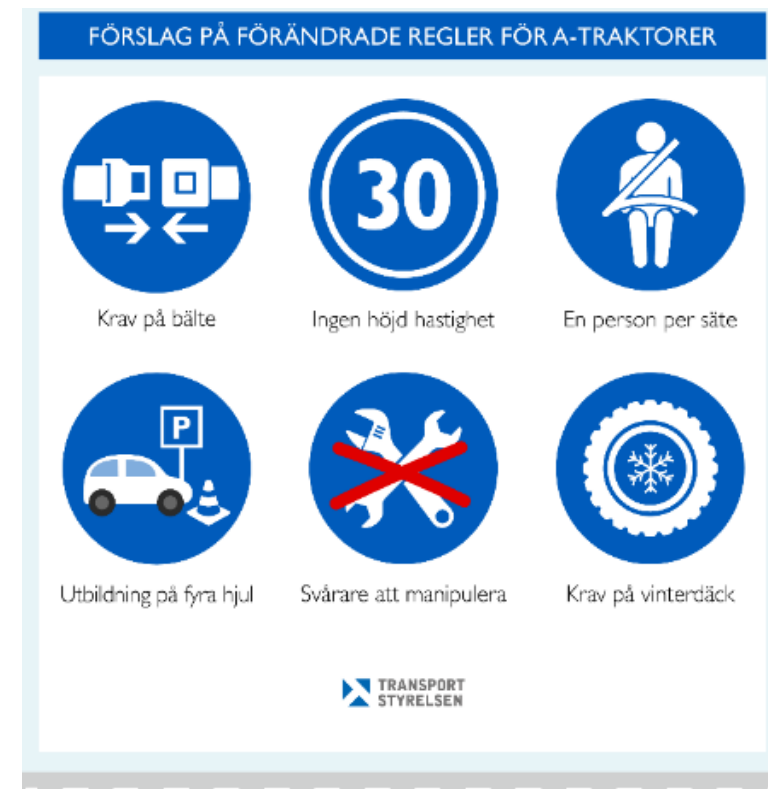 FÖRSLAG PÅ FÖRÄNDRADE REGLER FÖR A-TRAKTORER
30
Krav på bälte
Ingen höjd hastighet
En person per säte
P
Utbildning på fyra hjul
Svårare att manipulera
Krav på vinterdäck
TRANSPORT
STYRELSEN